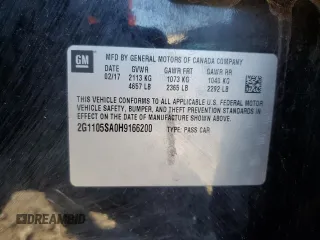 GM
MFD BY GENERAL MOTORS OF CANADA COMPANY
02/17 GVWR 2113 KG 4657 LB
GAWR FRT 1073 KG 2365 LB
GAWR RR 1040 KG 2292 LB
THIS VEHICLE CONFORMS TO ALL APPLICABLE U.S. FEDERAL MOTOR
VEHICLE SAFETY, BUMPER, AND THEFT PREVENTION STANDARDS IN
EFFECT ON THE DATE OF MANUFACTURE SHOWN ABOVE.
2G1105SA0H9166200 TYPE: PASS CAR
DREAMBID